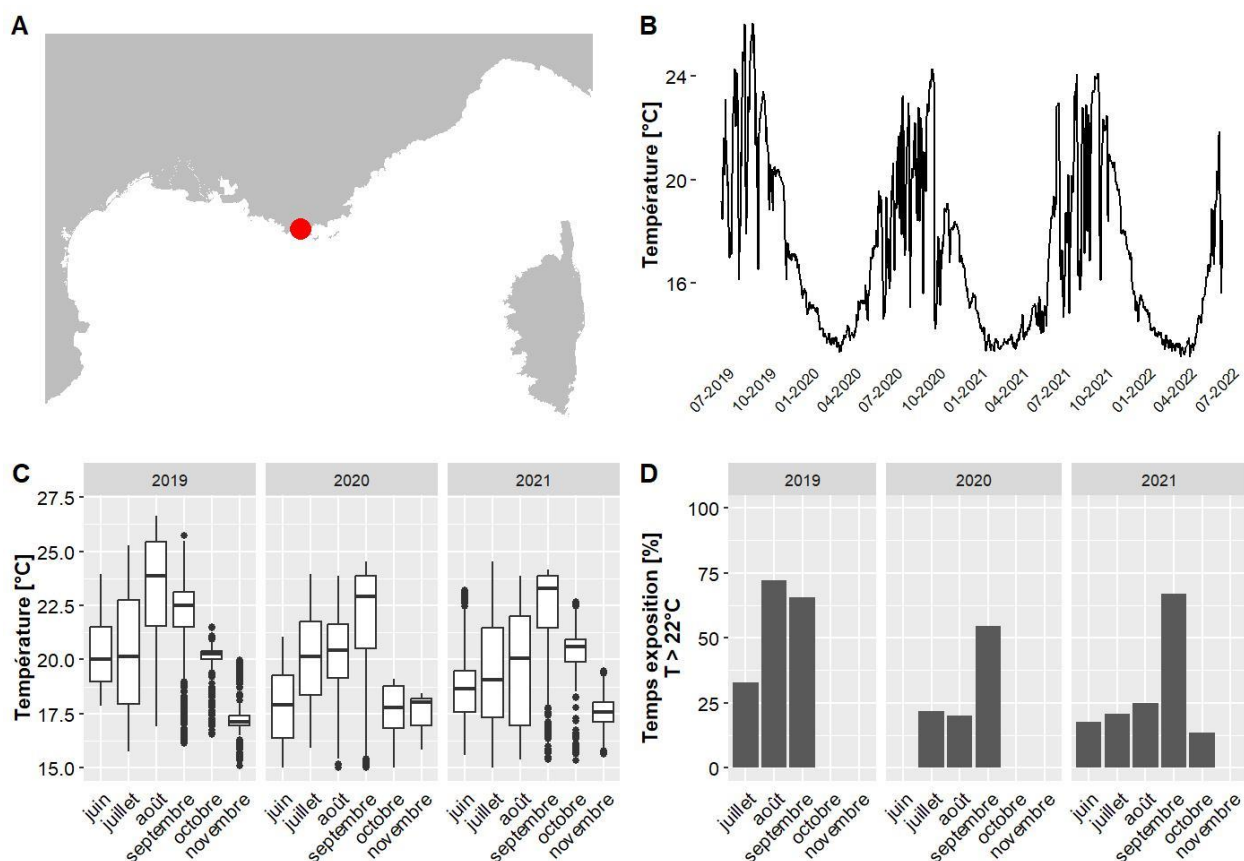 A
B
Température [°C]
24
20
16
07-2019
10-2019
01-2020
04-2020
07-2020
10-2020
01-2021
04-2021
07-2021
10-2021
01-2022
04-2022
07-2022
C
2019
2020
2021
Température [°C]
27.5
25.0
22.5
20.0
17.5
15.0
juin
juillet
août
septembre
octobre
novembre
juin
juillet
août
septembre
octobre
novembre
juin
juillet
août
septembre
octobre
novembre
D
2019
2020
2021
Temps exposition [%]
T > 22°C
100
75
50
25
0
juillet
août
septembre
octobre
novembre
juin
juillet
août
septembre
octobre
novembre
juin
juillet
août
septembre
octobre
novembre